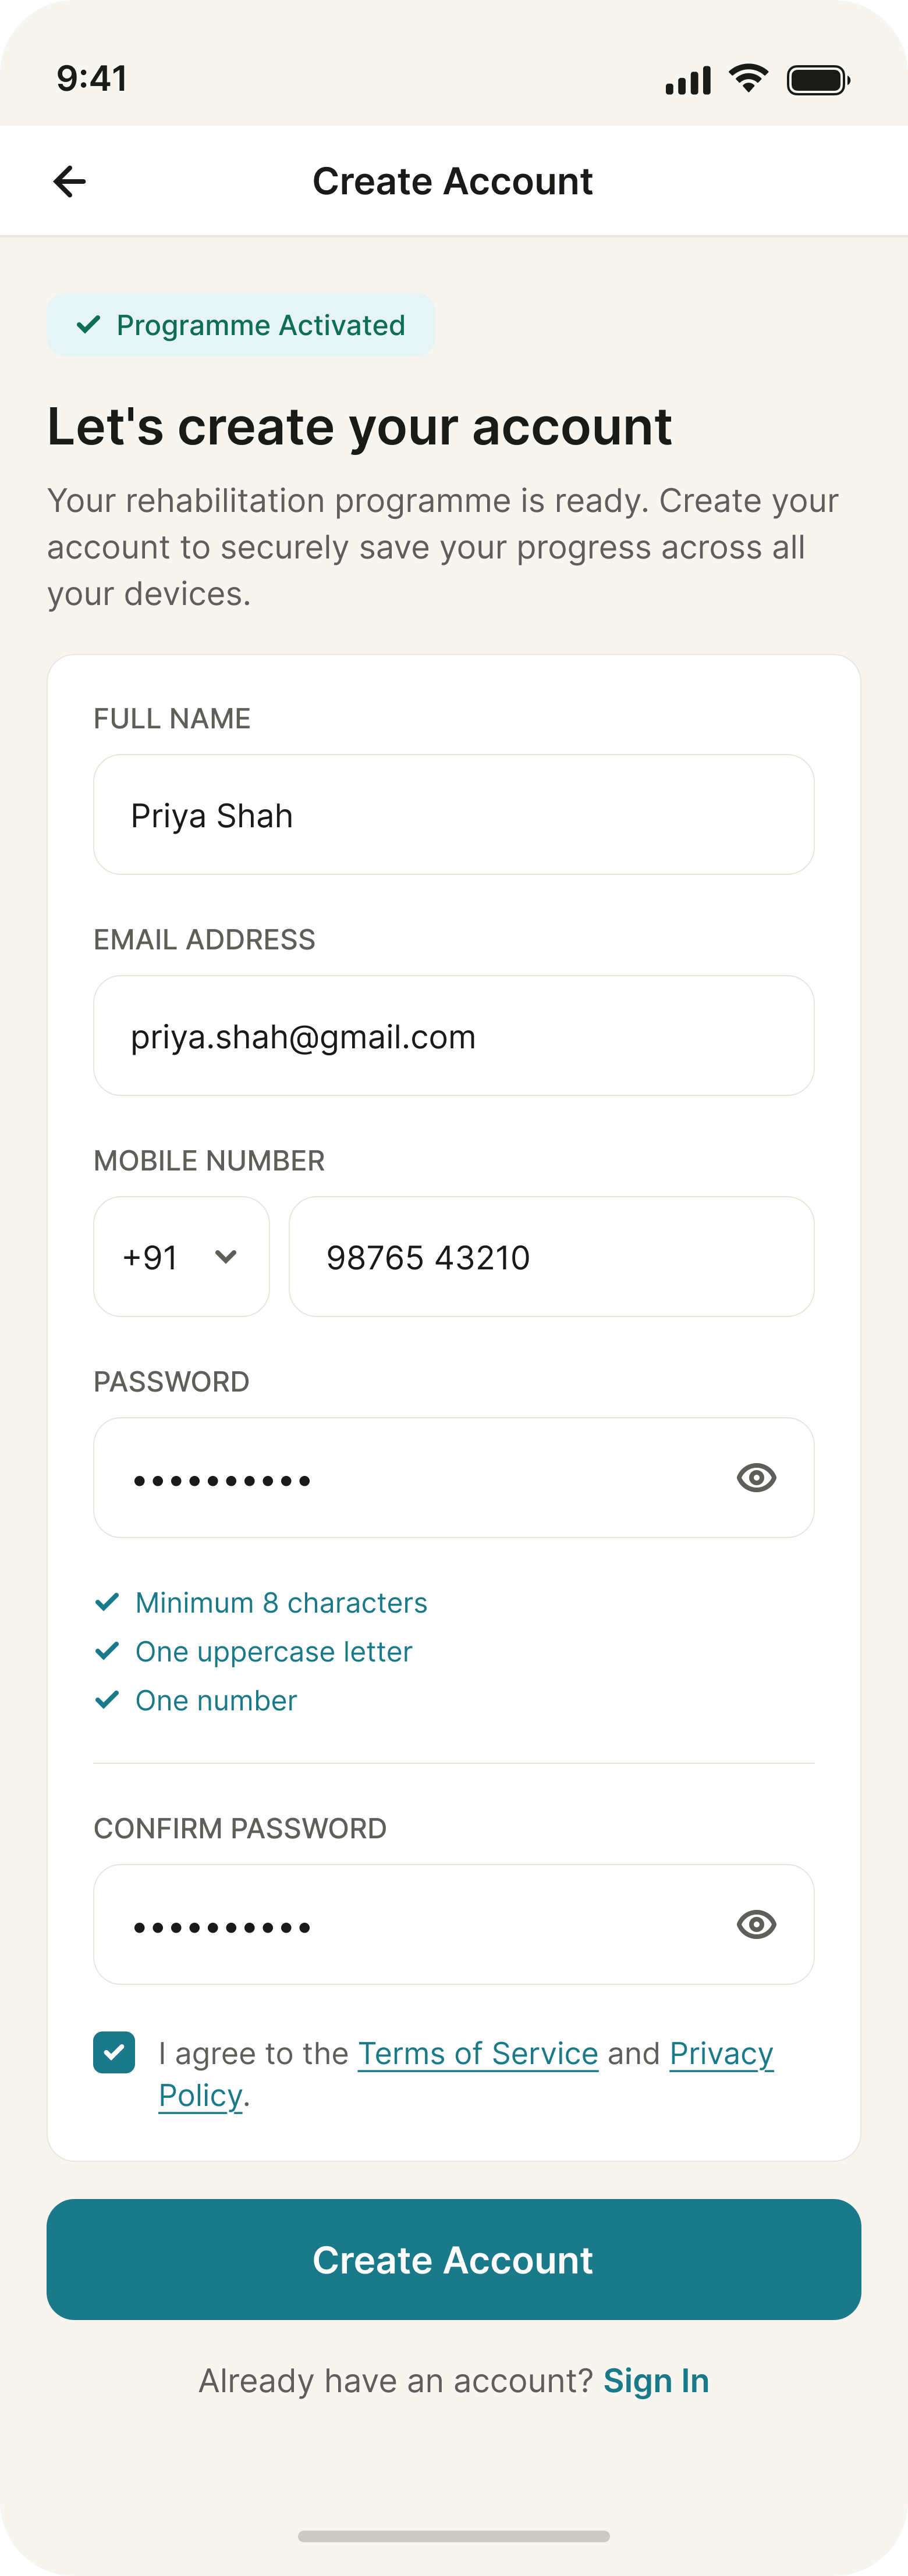 9:41
Create Account
Programme Activated
Let's create your account
Your rehabilitation programme is ready. Create your
account to securely save your progress across all
your devices.
FULL NAME
Priya Shah
EMAIL ADDRESS
priya.shah@gmail.com
MOBILE NUMBER
+91 98765 43210
PASSWORD
••••••••••
Minimum 8 characters
One uppercase letter
One number
CONFIRM PASSWORD
••••••••••
I agree to the Terms of Service and Privacy
Policy.
Create Account
Already have an account? Sign In